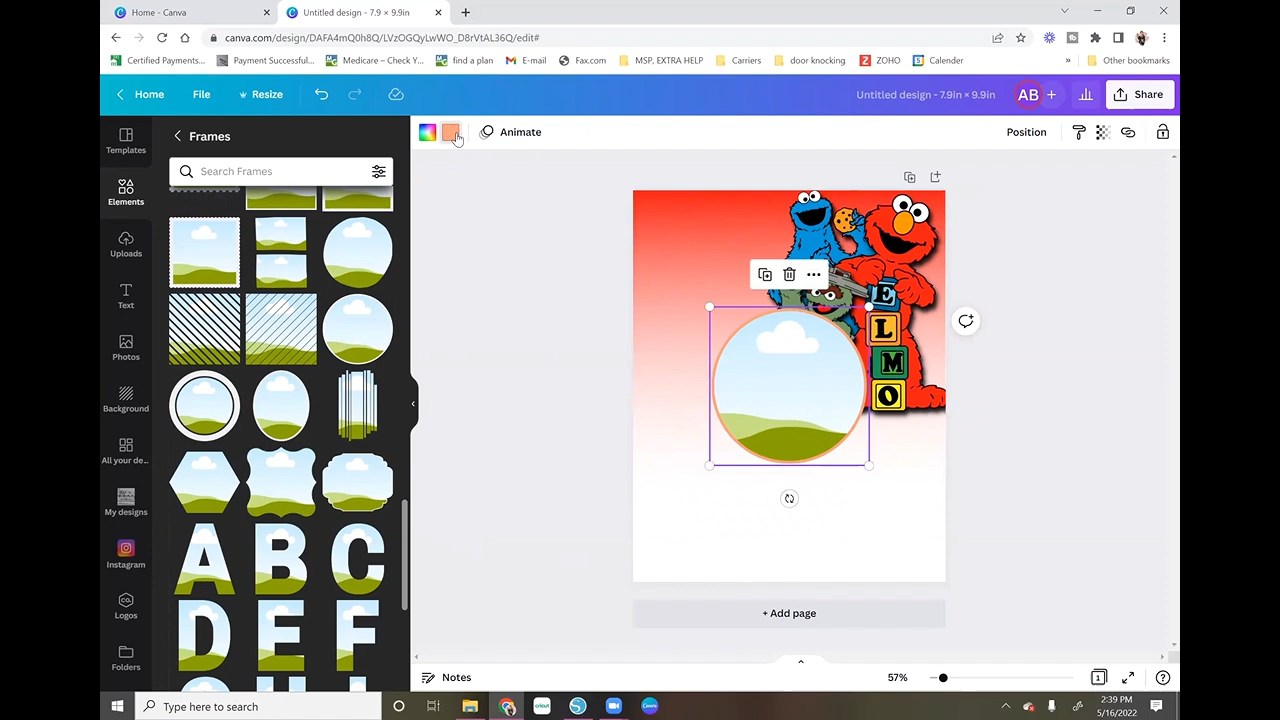 Home - Canva
Untitled design - 7.9 × 9.9in
canva.com/design/DAFA4mQ0h8Q/LVzOGQyLwWO_D8rVtAL36Q/edit#
Certified Payments...
Payment Successful...
Medicare – Check Y...
find a plan
E-mail
Fax.com
MSP, EXTRA HELP
Carriers
door knocking
ZOHO
Calender
»
Other bookmarks
Home
File
Resize
Untitled design - 7.9in × 9.9in
AB
Share
Templates
Elements
Uploads
Text
Photos
Background
All your de...
My designs
Instagram
Logos
Folders
Frames
Search Frames
A B C
D E F
Animate
Position
E
L
M
O
+ Add page
Notes
57%
1
Type here to search
2:39 PM
5/16/2022